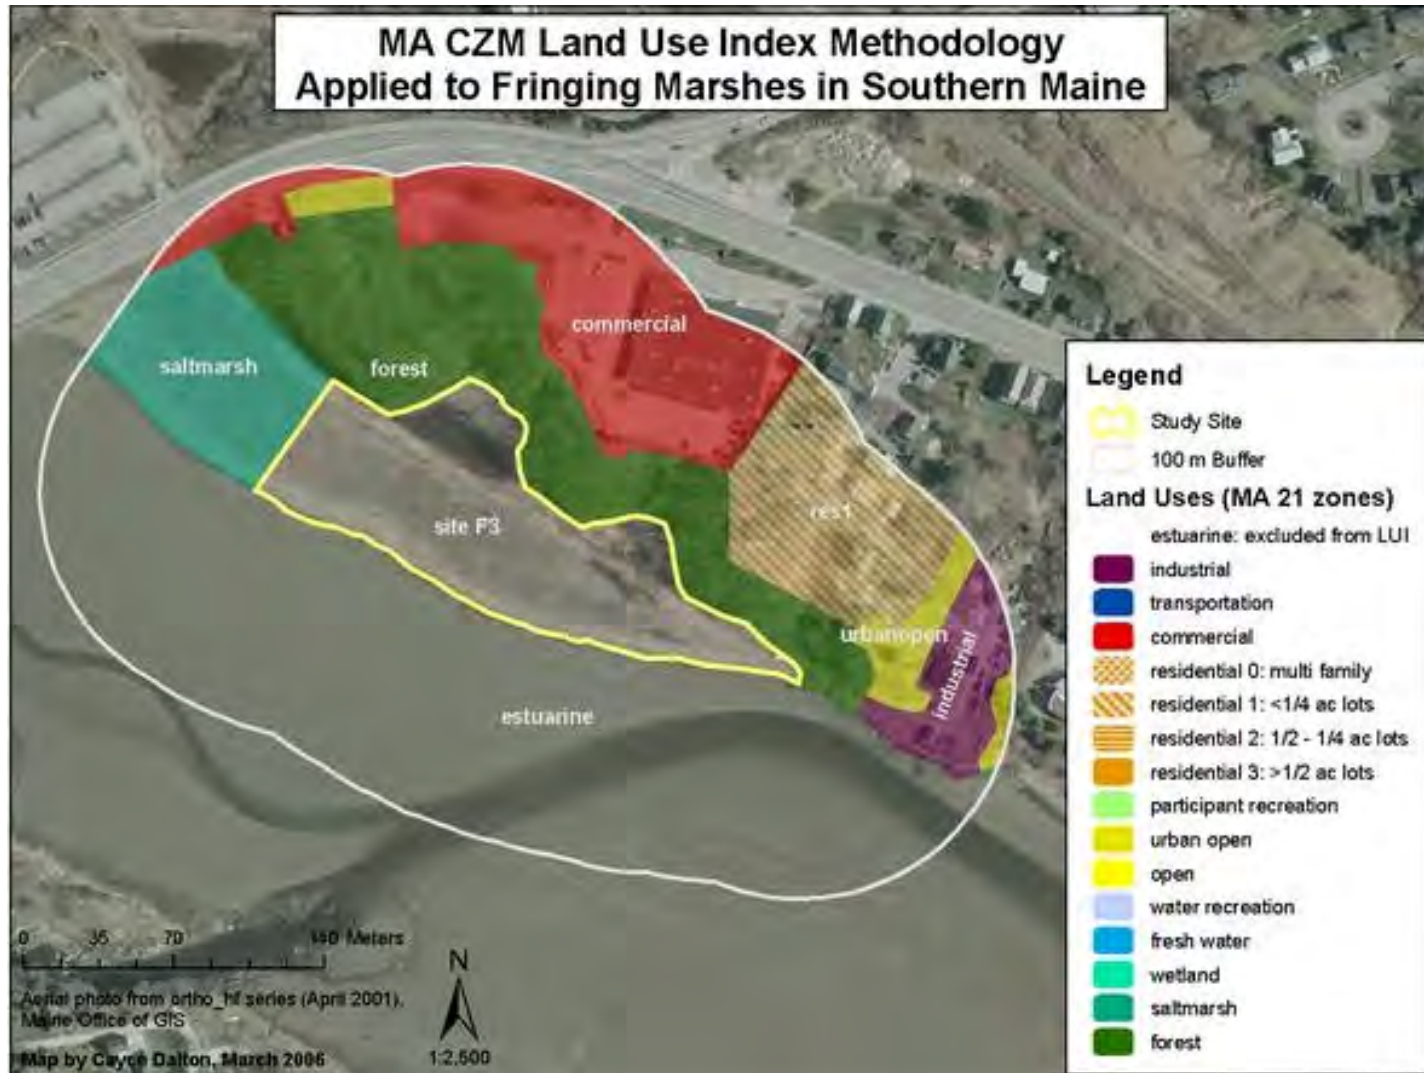 MA CZM Land Use Index Methodology
Applied to Fringing Marshes in Southern Maine
commercial
saltmarsh
forest
res1
site F3
urbanopen
industrial
estuarine
Legend
Study Site
100 m Buffer
Land Uses (MA 21 zones)
estuarine: excluded from LUI
industrial
transportation
commercial
residential 0: multi family
residential 1: <1/4 ac lots
residential 2: 1/2 - 1/4 ac lots
residential 3: >1/2 ac lots
participant recreation
urban open
open
water recreation
fresh water
wetland
saltmarsh
forest
0 35 70 140 Meters
N
Aerial photo from ortho_hf series (April 2001),
Maine Office of GIS
Map by Cayce Dalton, March 2006
1:2,500